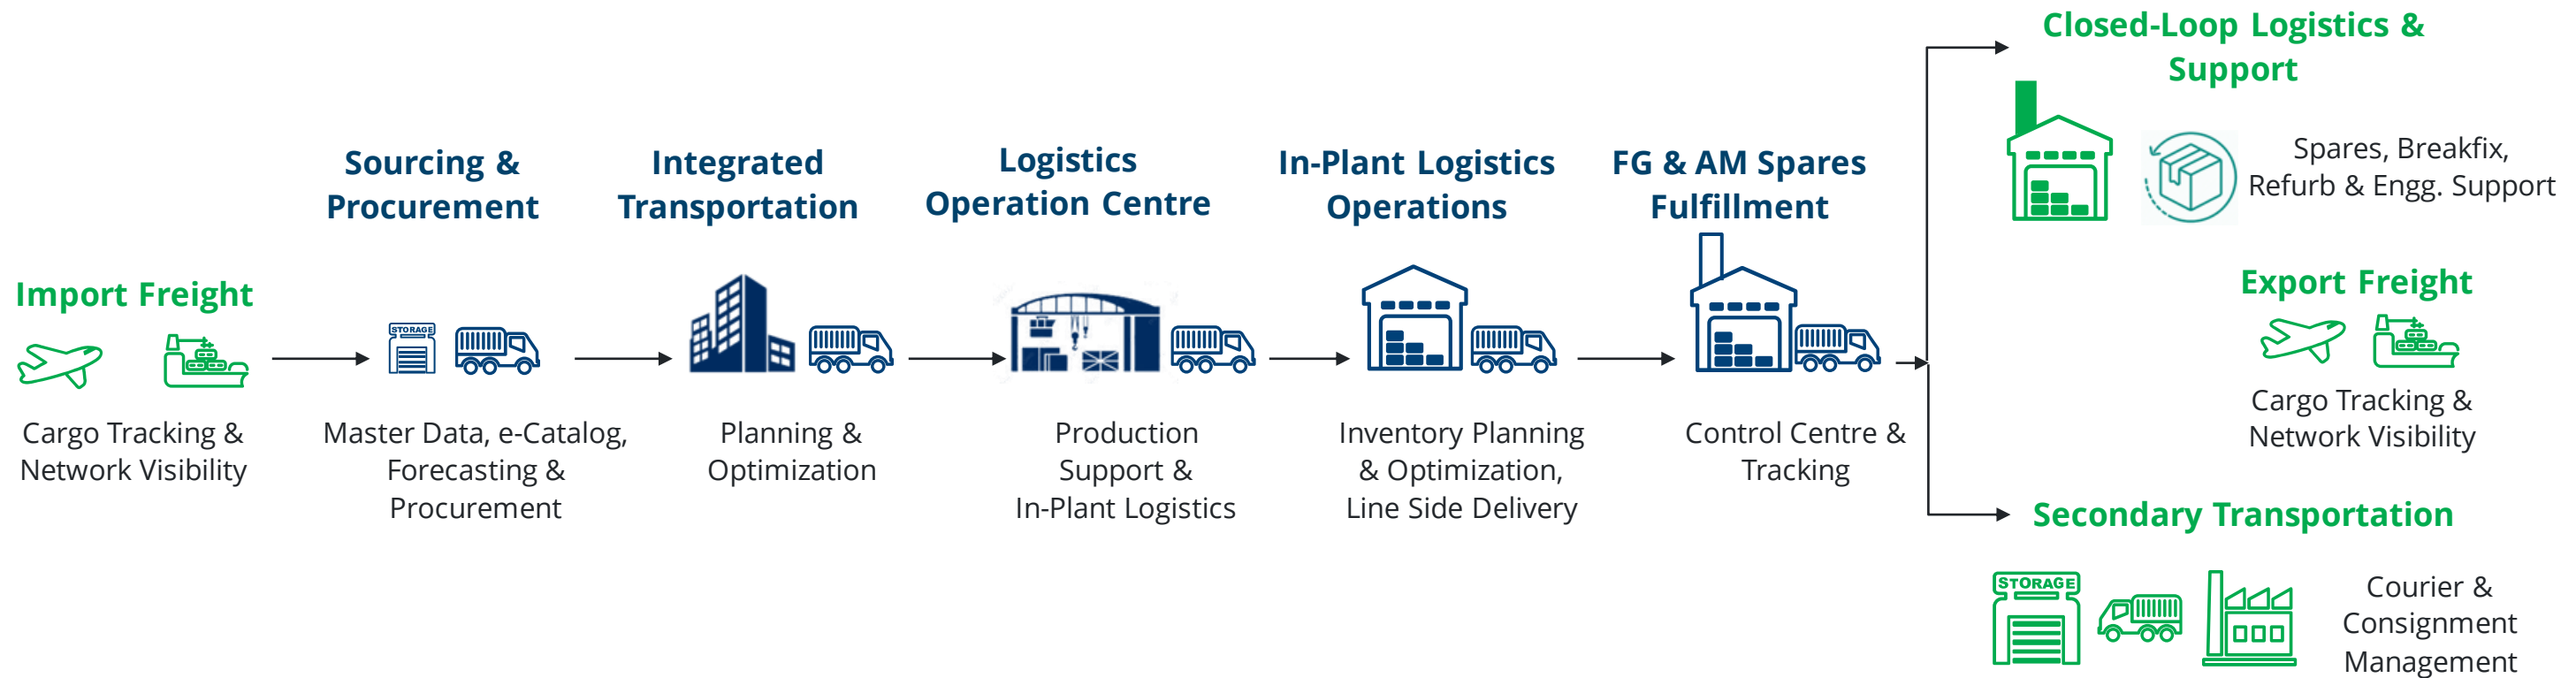 Import Freight
Cargo Tracking &
Network Visibility
Sourcing &
Procurement
STORAGE
Master Data, e-Catalog,
Forecasting &
Procurement
Integrated
Transportation
Planning &
Optimization
Logistics
Operation Centre
Production
Support &
In-Plant Logistics
In-Plant Logistics
Operations
Inventory Planning
& Optimization,
Line Side Delivery
FG & AM Spares
Fulfillment
Control Centre &
Tracking
Closed-Loop Logistics &
Support
Spares, Breakfix,
Refurb & Engg. Support
Export Freight
Cargo Tracking &
Network Visibility
Secondary Transportation
STORAGE
Courier &
Consignment
Management